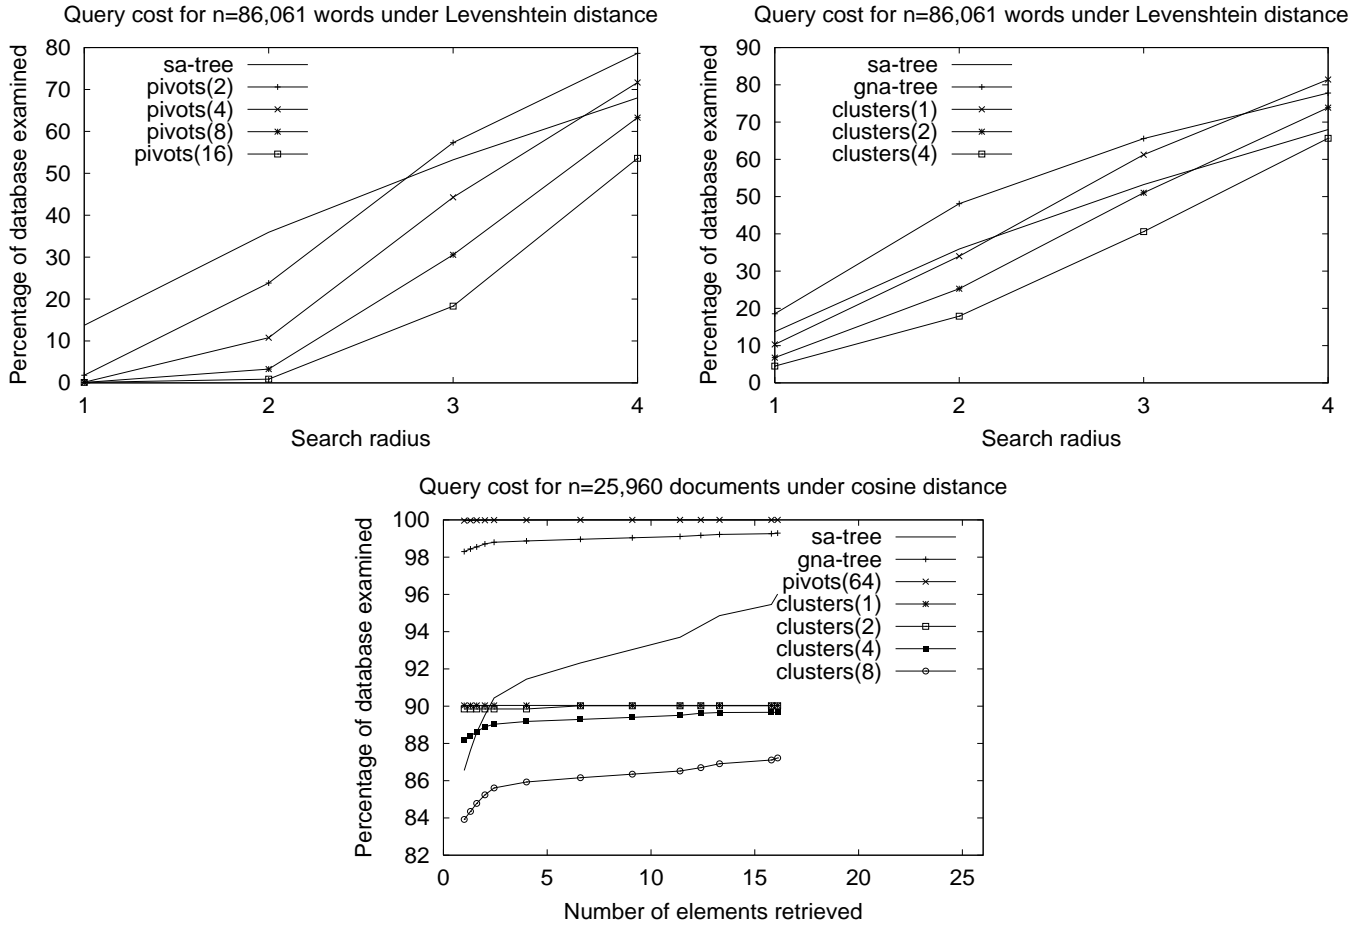 Query cost for n=86,061 words under Levenshtein distance
Percentage of database examined
80
70
60
50
40
30
20
10
0
1 2 3 4
Search radius
sa-tree
pivots(2)
pivots(4)
pivots(8)
pivots(16)
Query cost for n=86,061 words under Levenshtein distance
Percentage of database examined
90
80
70
60
50
40
30
20
10
0
1 2 3 4
Search radius
sa-tree
gna-tree
clusters(1)
clusters(2)
clusters(4)
Query cost for n=25,960 documents under cosine distance
Percentage of database examined
100
98
96
94
92
90
88
86
84
82
0 5 10 15 20 25
Number of elements retrieved
sa-tree
gna-tree
pivots(64)
clusters(1)
clusters(2)
clusters(4)
clusters(8)